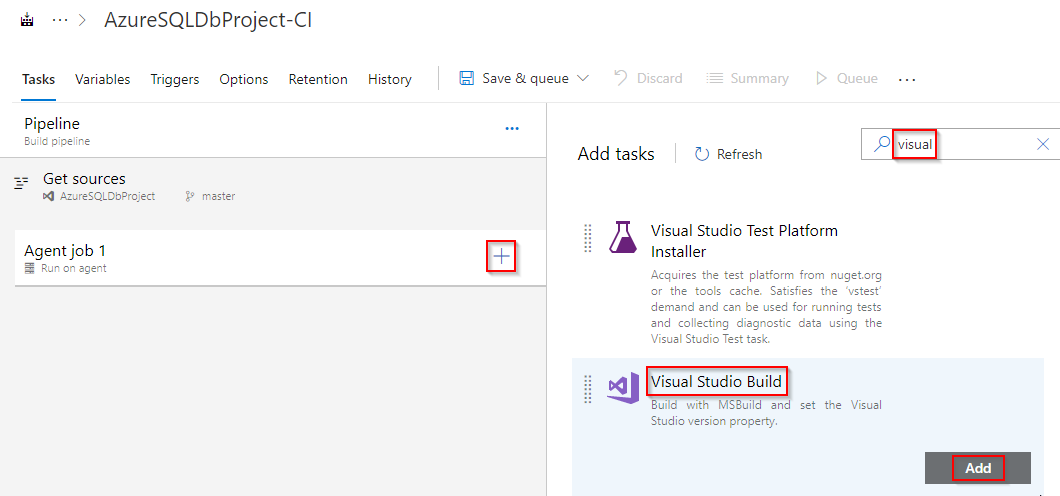 ··· > AzureSQLDbProject-CI
Tasks Variables Triggers Options Retention History Save & queue Discard Summary Queue ···
Pipeline ···
Build pipeline
Get sources
AzureSQLDbProject master
Agent job 1
Run on agent
Add tasks Refresh visual
Visual Studio Test Platform
Installer
Acquires the test platform from nuget.org
or the tools cache. Satisfies the ‘vstest’
demand and can be used for running tests
and collecting diagnostic data using the
Visual Studio Test task.
Visual Studio Build
Build with MSBuild and set the Visual
Studio version property.
Add